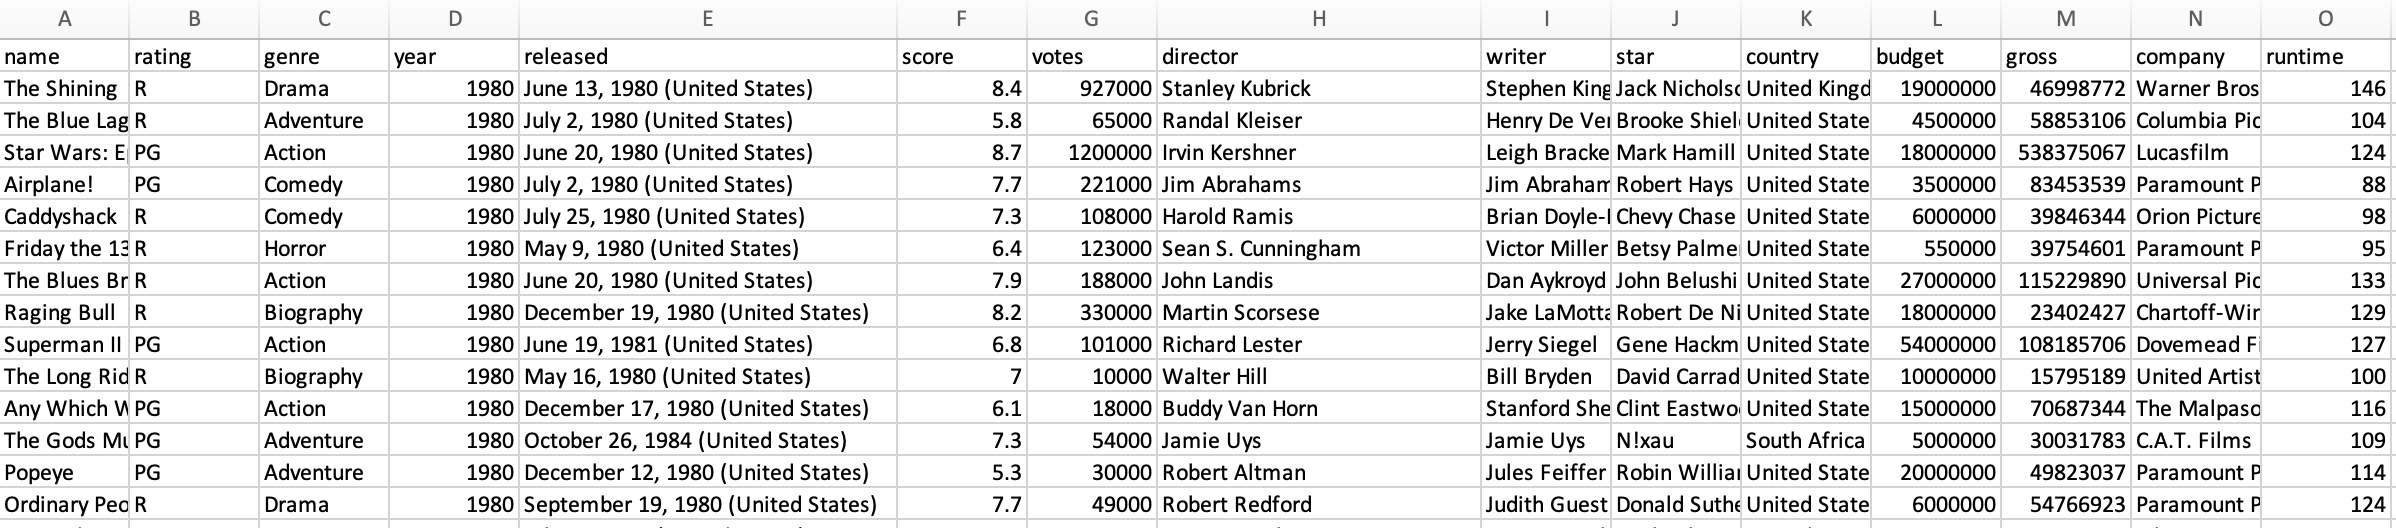 A B C D E F G H I J K L M N O
name rating genre year released score votes director writer star country budget gross company runtime
The Shining R Drama 1980 June 13, 1980 (United States) 8.4 927000 Stanley Kubrick Stephen King Jack Nicholsc United Kingd 19000000 46998772 Warner Bros 146
The Blue Lag R Adventure 1980 July 2, 1980 (United States) 5.8 65000 Randal Kleiser Henry De Ver Brooke Shiel United State 4500000 58853106 Columbia Pic 104
Star Wars: E PG Action 1980 June 20, 1980 (United States) 8.7 1200000 Irvin Kershner Leigh Bracke Mark Hamill United State 18000000 538375067 Lucasfilm 124
Airplane! PG Comedy 1980 July 2, 1980 (United States) 7.7 221000 Jim Abrahams Jim Abraham Robert Hays United State 3500000 83453539 Paramount P 88
Caddyshack R Comedy 1980 July 25, 1980 (United States) 7.3 108000 Harold Ramis Brian Doyle- Chevy Chase United State 6000000 39846344 Orion Picture 98
Friday the 13 R Horror 1980 May 9, 1980 (United States) 6.4 123000 Sean S. Cunningham Victor Miller Betsy Palme United State 550000 39754601 Paramount P 95
The Blues Br R Action 1980 June 20, 1980 (United States) 7.9 188000 John Landis Dan Aykroyd John Belushi United State 27000000 115229890 Universal Pic 133
Raging Bull R Biography 1980 December 19, 1980 (United States) 8.2 330000 Martin Scorsese Jake LaMotta Robert De Ni United State 18000000 23402427 Chartoff-Wir 129
Superman II PG Action 1980 June 19, 1981 (United States) 6.8 101000 Richard Lester Jerry Siegel Gene Hackm United State 54000000 108185706 Dovemead Fi 127
The Long Rid R Biography 1980 May 16, 1980 (United States) 7 10000 Walter Hill Bill Bryden David Carrad United State 10000000 15795189 United Artist 100
Any Which W PG Action 1980 December 17, 1980 (United States) 6.1 18000 Buddy Van Horn Stanford She Clint Eastwo United State 15000000 70687344 The Malpaso 116
The Gods Mu PG Adventure 1980 October 26, 1984 (United States) 7.3 54000 Jamie Uys Jamie Uys N!xau South Africa 5000000 30031783 C.A.T. Films 109
Popeye PG Adventure 1980 December 12, 1980 (United States) 5.3 30000 Robert Altman Jules Feiffer Robin Willia United State 20000000 49823037 Paramount P 114
Ordinary Peo R Drama 1980 September 19, 1980 (United States) 7.7 49000 Robert Redford Judith Guest Donald Suthe United State 6000000 54766923 Paramount P 124